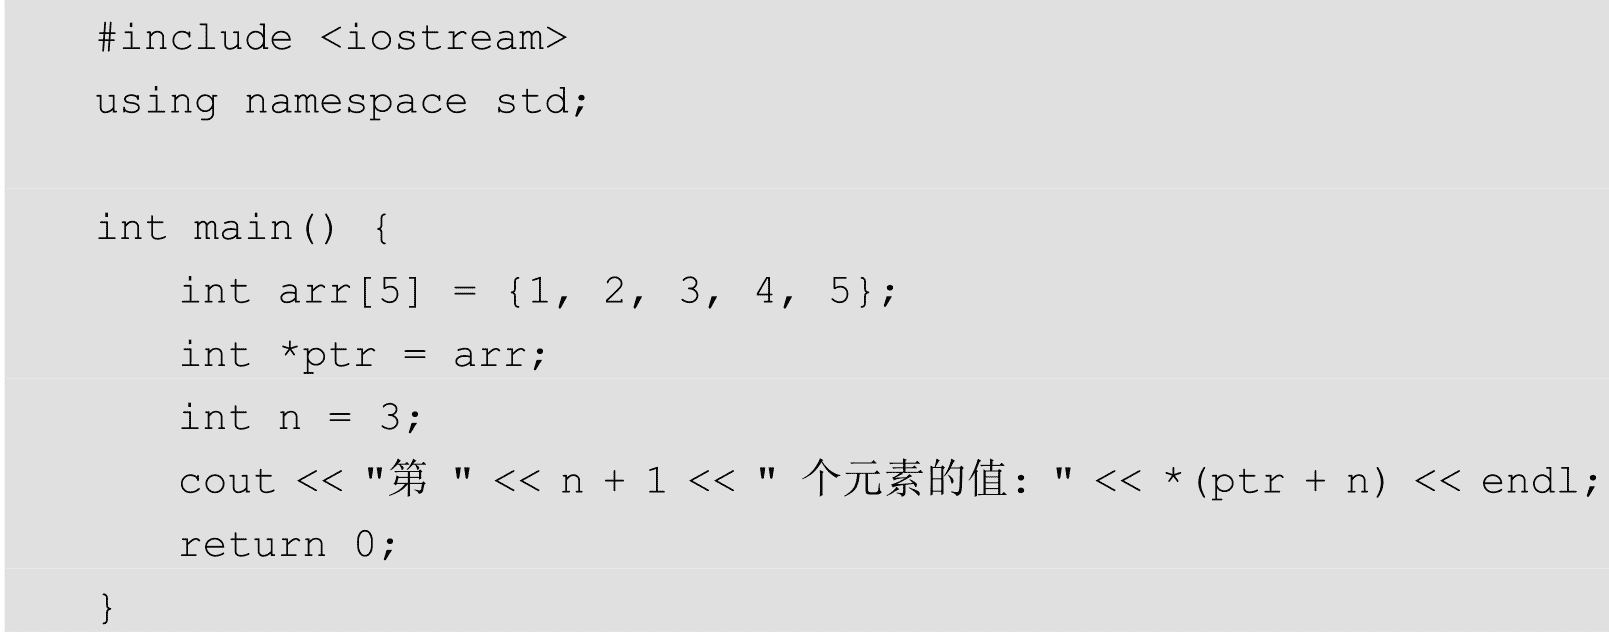 #include <iostream>
using namespace std;
int main() {
    int arr[5] = {1, 2, 3, 4, 5};
    int *ptr = arr;
    int n = 3;
    cout << "第 " << n + 1 << " 个元素的值: " << *(ptr + n) << endl;
    return 0;
}